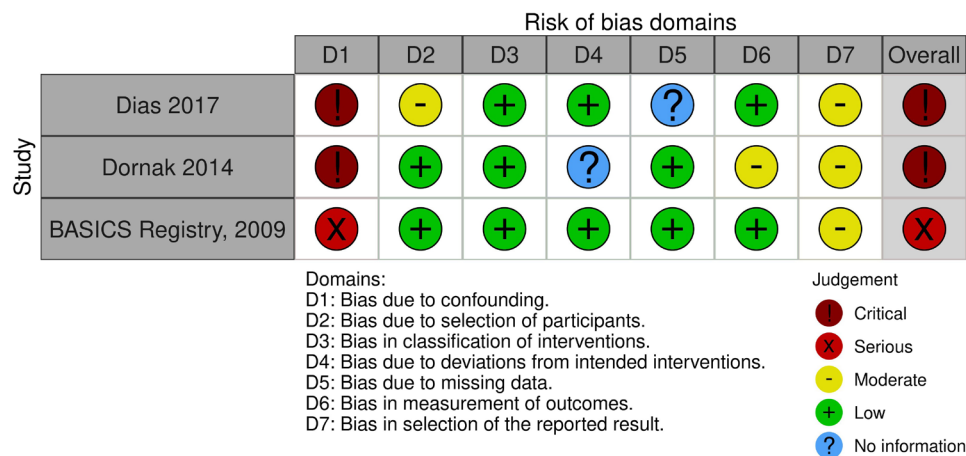 Risk of bias domains
D1 D2 D3 D4 D5 D6 D7 Overall
Study
Dias 2017 ! - + + ? + - !
Dornak 2014 ! + + ? + - - !
BASICS Registry, 2009 X + + + + + - X
Domains:
D1: Bias due to confounding.
D2: Bias due to selection of participants.
D3: Bias in classification of interventions.
D4: Bias due to deviations from intended interventions.
D5: Bias due to missing data.
D6: Bias in measurement of outcomes.
D7: Bias in selection of the reported result.
Judgement
! Critical
X Serious
- Moderate
+ Low
? No information